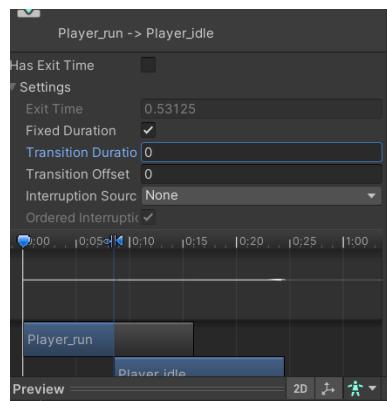 Player_run -> Player_idle
Has Exit Time
Settings
Exit Time 0.53125
Fixed Duration
Transition Duratio 0
Transition Offset 0
Interruption Sourc None
Ordered Interruptic
0:00 0:05 0:10 0:15 0:20 0:25 1:00
Player_run
Player_idle
Preview 2D